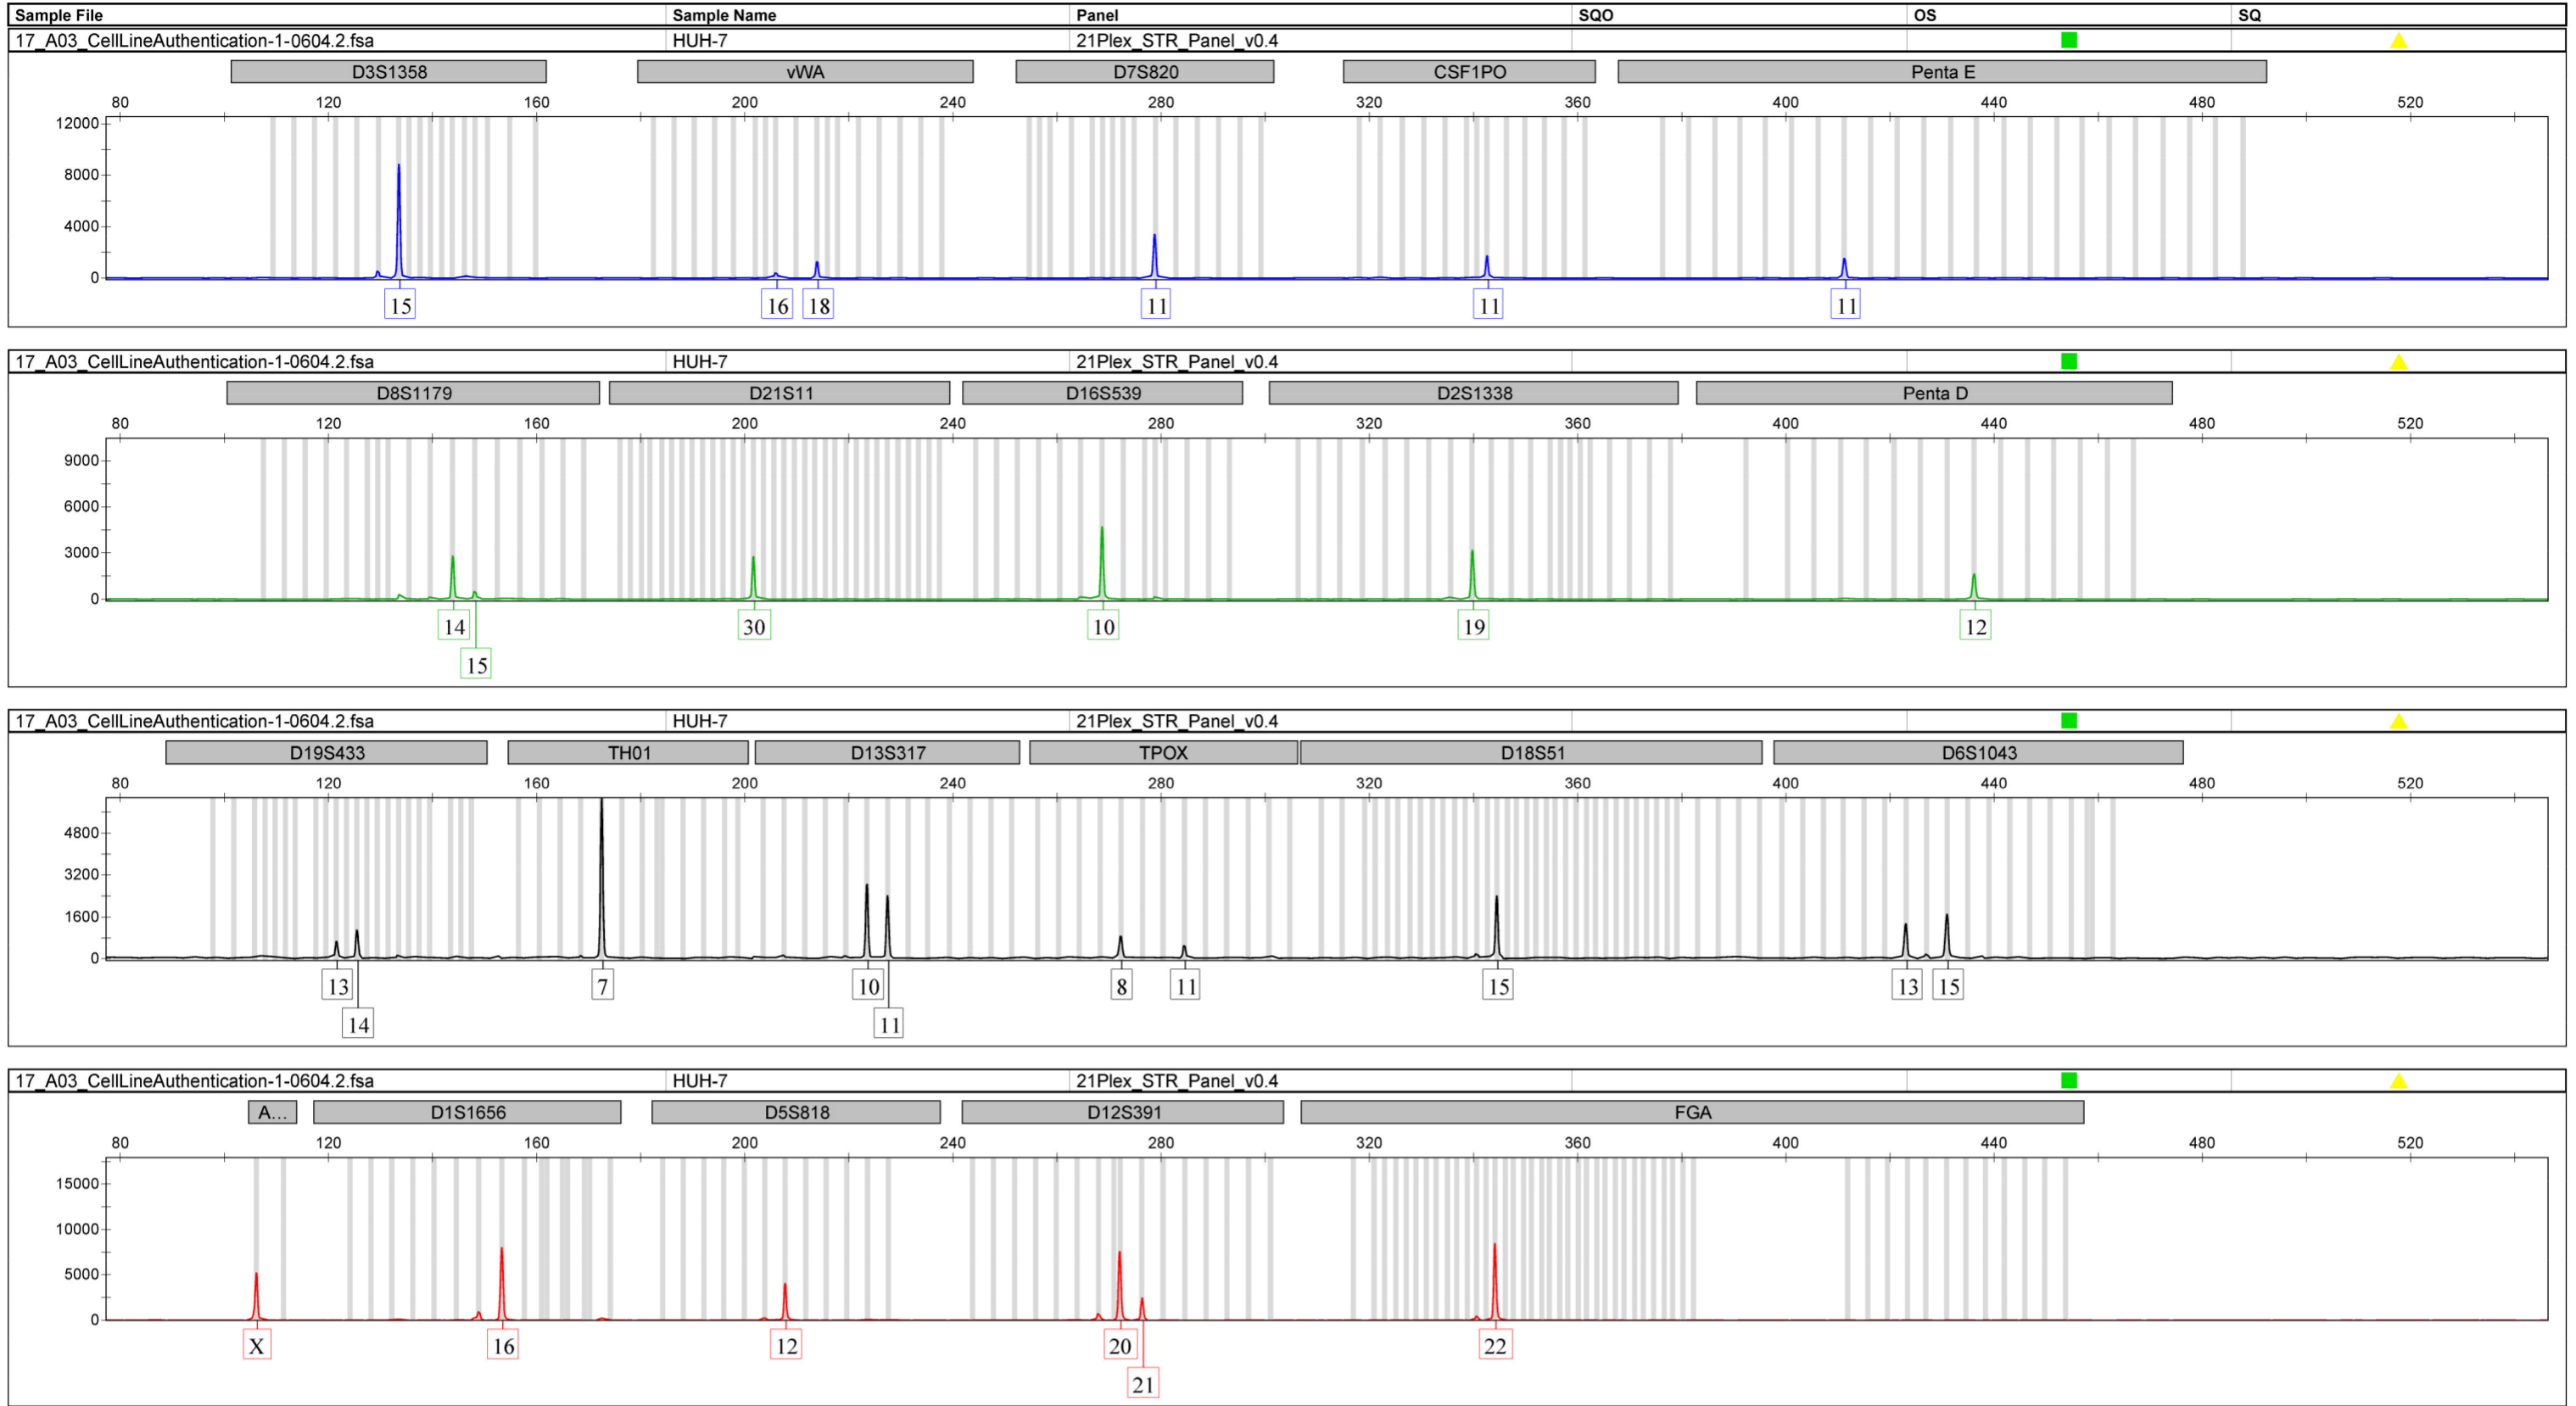 Sample File Sample Name Panel SQO OS SQ
17_A03_CellLineAuthentication-1-0604.2.fsa HUH-7 21Plex_STR_Panel_v0.4
D3S1358 vWA D7S820 CSF1PO Penta E
80 120 160 200 240 280 320 360 400 440 480 520
12000
8000
4000
0
15 16 18 11 11 11
17_A03_CellLineAuthentication-1-0604.2.fsa HUH-7 21Plex_STR_Panel_v0.4
D8S1179 D21S11 D16S539 D2S1338 Penta D
80 120 160 200 240 280 320 360 400 440 480 520
9000
6000
3000
0
14 30 10 19 12
15
17_A03_CellLineAuthentication-1-0604.2.fsa HUH-7 21Plex_STR_Panel_v0.4
D19S433 TH01 D13S317 TPOX D18S51 D6S1043
80 120 160 200 240 280 320 360 400 440 480 520
4800
3200
1600
0
13 7 10 8 11 15 13 15
14 11
17_A03_CellLineAuthentication-1-0604.2.fsa HUH-7 21Plex_STR_Panel_v0.4
A... D1S1656 D5S818 D12S391 FGA
80 120 160 200 240 280 320 360 400 440 480 520
15000
10000
5000
0
X 16 12 20 22
21